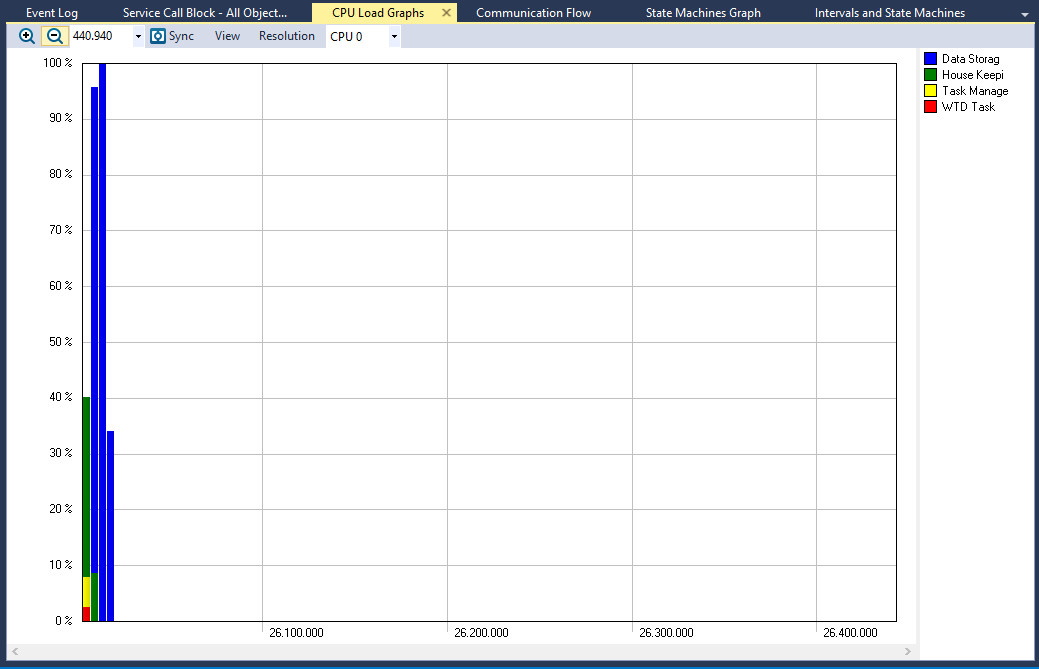 Event Log Service Call Block - All Object... CPU Load Graphs Communication Flow State Machines Graph Intervals and State Machines
440.940 Sync View Resolution CPU 0
100 %
90 %
80 %
70 %
60 %
50 %
40 %
30 %
20 %
10 %
0 %
26.100.000 26.200.000 26.300.000 26.400.000
Data Storag
House Keepi
Task Manage
WTD Task